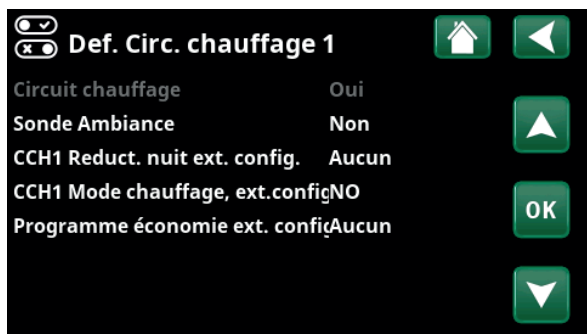 Def. Circ. chauffage 1
Circuit chauffage Oui
Sonde Ambiance Non
CCH1 Reduct. nuit ext. config. Aucun
CCH1 Mode chauffage, ext.config NO
Programme économie ext. config Aucun
OK